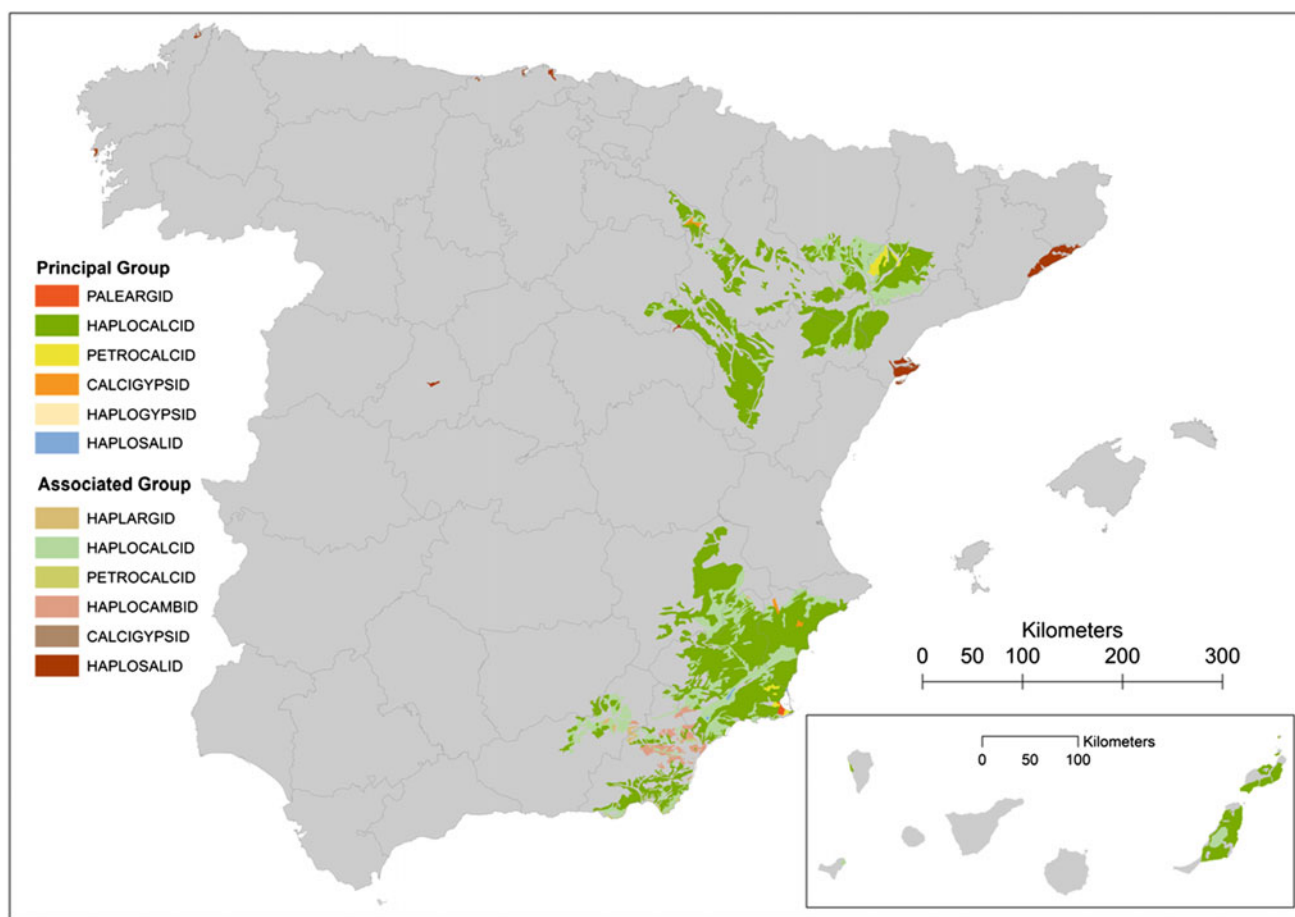 Principal Group
PALEARGID
HAPLOCALCID
PETROCALCID
CALCIGYPSID
HAPLOGYPSID
HAPLOSALID
Associated Group
HAPLARGID
HAPLOCALCID
PETROCALCID
HAPLOCAMBID
CALCIGYPSID
HAPLOSALID
Kilometers
0 50 100 200 300
Kilometers
0 50 100